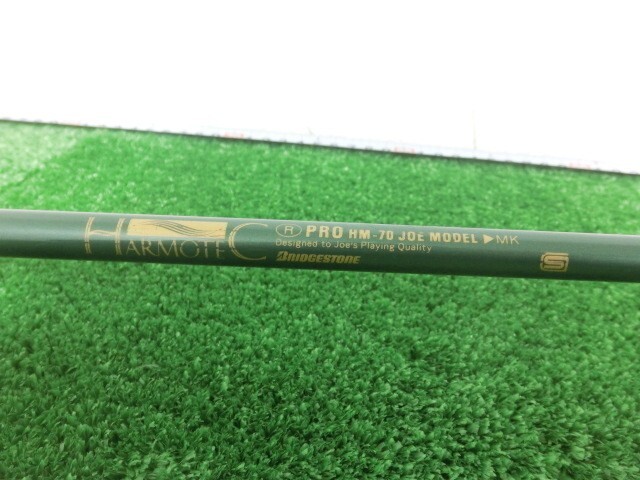 HARMOTEC
Ⓡ PRO HM-70 JOE MODEL ▶MK
Designed to Joe's Playing Quality
BRIDGESTONE
S